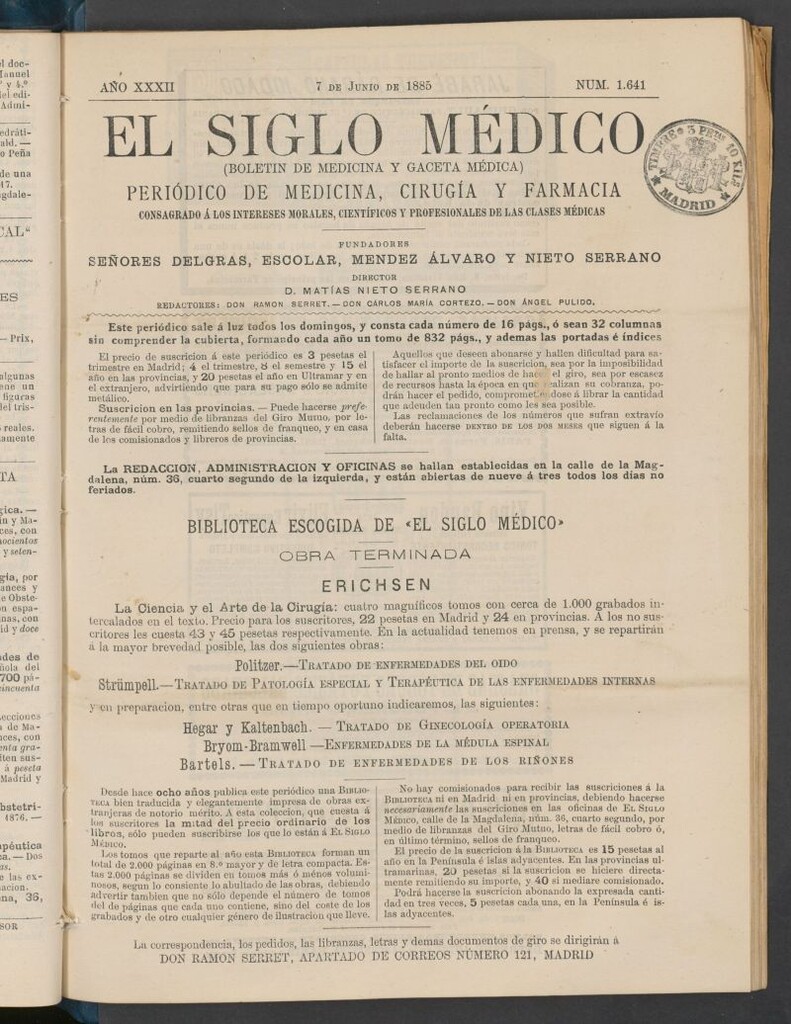 AÑO XXXII
7 DE JUNIO DE 1885
NUM. 1.641
EL SIGLO MÉDICO
(BOLETIN DE MEDICINA Y GACETA MÉDICA)
PERIÓDICO DE MEDICINA, CIRUGÍA Y FARMACIA
CONSAGRADO Á LOS INTERESES MORALES, CIENTÍFICOS Y PROFESIONALES DE LAS CLASES MÉDICAS
TIMBRE 3 PETS 10 KILS
MADRID
FUNDADORES
SEÑORES DELGRAS, ESCOLAR, MENDEZ ÁLVARO Y NIETO SERRANO
DIRECTOR
D. MATÍAS NIETO SERRANO
REDACTORES: DON RAMON SERRET.—DON CÁRLOS MARÍA CORTEZO.—DON ÁNGEL PULIDO.
Este periódico sale á luz todos los domingos, y consta cada número de 16 págs., ó sean 32 columnas
sin comprender la cubierta, formando cada año un tomo de 832 págs., y ademas las portadas é índices
El precio de suscricion á este periódico es 3 pesetas el
trimestre en Madrid; 4 el trimestre, 8 el semestre y 15 el
año en las provincias, y 20 pesetas el año en Ultramar y en
el extranjero, advirtiendo que para su pago sólo se admite
metálico.
Suscricion en las provincias. — Puede hacerse prefe-
rentemente por medio de libranzas del Giro Mutuo, por le-
tras de fácil cobro, remitiendo sellos de franqueo, y en casa
de los comisionados y libreros de provincias.
Aquellos que deseen abonarse y hallen dificultad para sa-
tisfacer el importe de la suscricion, sea por la imposibilidad
de hallar al pronto medios de hac el giro, sea por escasez
de recursos hasta la época en que ealizan su cobranza, po-
drán hacer el pedido, compromet dose á librar la cantidad
que adeuden tan pronto como les sea posible.
Las reclamaciones de los números que sufran extravío
deberán hacerse DENTRO DE LOS DOS MESES que siguen á la
falta.
La REDACCION, ADMINISTRACION Y OFICINAS se hallan establecidas en la calle de la Mag-
dalena, núm. 36, cuarto segundo de la izquierda, y están abiertas de nueve á tres todos los días no
feriados.
BIBLIOTECA ESCOGIDA DE «EL SIGLO MÉDICO»
OBRA TERMINADA
ERICHSEN
La Ciencia y el Arte de la Cirugía: cuatro magníficos tomos con cerca de 1.000 grabados in-
tercalados en el texto. Precio para los suscritores, 22 pesetas en Madrid y 24 en provincias. Á los no sus-
critores les cuesta 43 y 45 pesetas respectivamente. En la actualidad tenemos en prensa, y se repartirán
á la mayor brevedad posible, las dos siguientes obras:
Politzer.—TRATADO DE ENFERMEDADES DEL OIDO
Strümpell.—TRATADO DE PATOLOGÍA ESPECIAL Y TERAPÉUTICA DE LAS ENFERMEDADES INTERNAS
y en preparacion, entre otras que en tiempo oportuno indicaremos, las siguientes:
Hegar y Kaltenbach. — TRATADO DE GINECOLOGÍA OPERATORIA
Bryom-Bramwell —ENFERMEDADES DE LA MÉDULA ESPINAL
Bartels. — TRATADO DE ENFERMEDADES DE LOS RIÑONES
Desde hace ocho años publica este periódico una BIBLIO-
TECA bien traducida y elegantemente impresa de obras ex-
tranjeras de notorio mérito. A esta coleccion, que cuesta á
los suscritores la mitad del precio ordinario de los
libros, sólo pueden suscribirse los que lo están á EL SIGLO
MÉDICO.
Los tomos que reparte al año esta BIBLIOTECA forman un
total de 2.000 páginas en 8.º mayor y de letra compacta. Es-
tas 2.000 páginas se dividen en tomos más ó ménos volumi-
nosos, segun lo consiente lo abultado de las obras, debiendo
advertir tambien que no sólo depende el número de tomos
del de páginas que cada uno contiene, sino del coste de los
grabados y de otro cualquier género de ilustracion que lleve.
No hay comisionados para recibir las suscriciones á la
BIBLIOTECA ni en Madrid ni en provincias, debiendo hacerse
necesariamente las suscriciones en las oficinas de EL SIGLO
MÉDICO, calle de la Magdalena, núm. 36, cuarto segundo, por
medio de libranzas del Giro Mutuo, letras de fácil cobro ó,
en último término, sellos de franqueo.
El precio de la suscricion á la BIBLIOTECA es 15 pesetas al
año en la Península é islas adyacentes. En las provincias ul-
tramarinas, 20 pesetas si la suscricion se hiciere directa-
mente remitiendo su importe, y 40 si mediare comisionado.
Podrá hacerse la suscricion abonando la expresada canti-
dad en tres veces, 5 pesetas cada una, en la Península é is-
las adyacentes.
La correspondencia, los pedidos, las libranzas, letras y demas documentos de giro se dirigirán á
DON RAMON SERRET, APARTADO DE CORREOS NÚMERO 121, MADRID